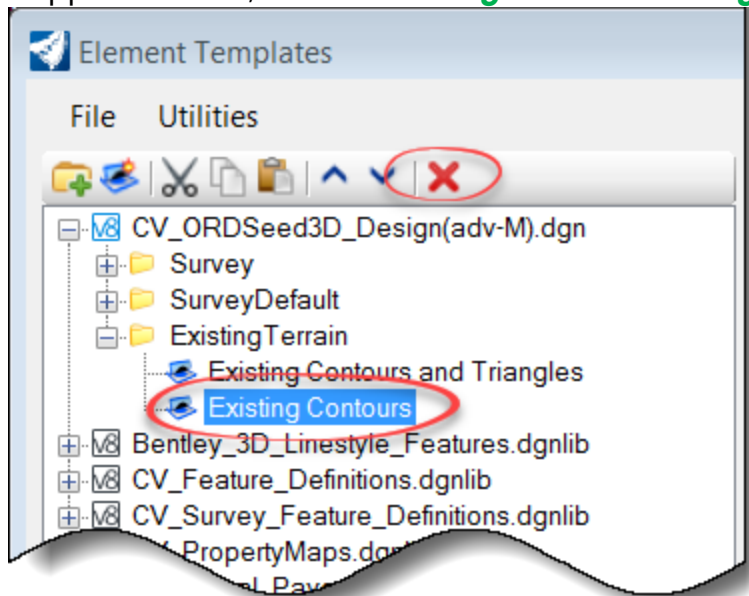 Element Templates
File Utilities
CV_ORDSeed3D_Design(adv-M).dgn
Survey
SurveyDefault
ExistingTerrain
Existing Contours and Triangles
Existing Contours
Bentley_3D_Linestyle_Features.dgnlib
CV_Feature_Definitions.dgnlib
CV_Survey_Feature_Definitions.dgnlib